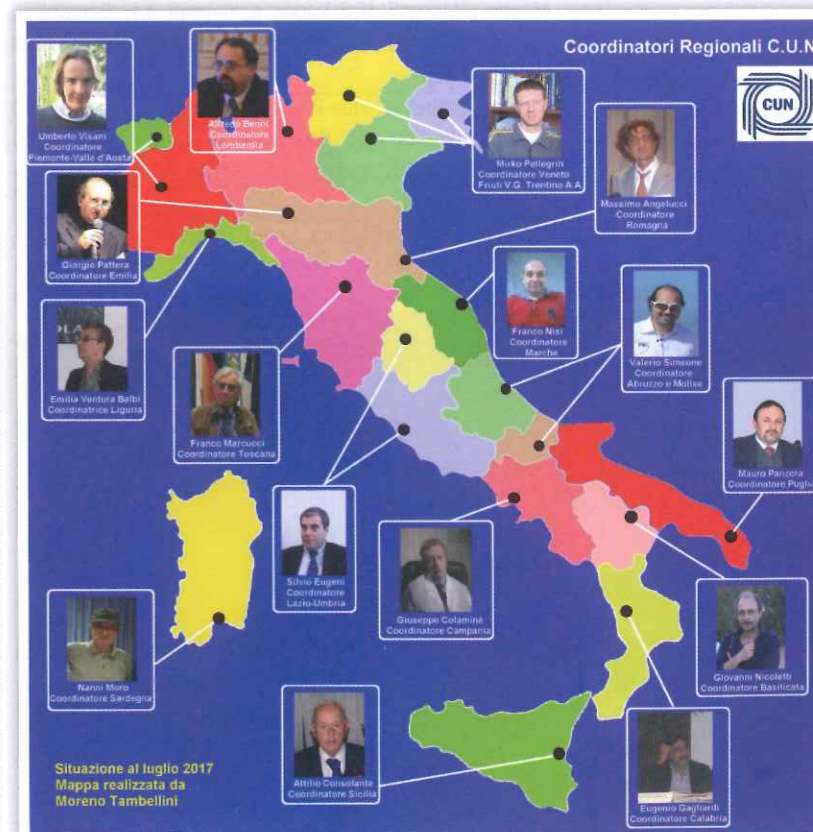 Coordinatori Regionali C.U.N
CUN
Umberto Visani
Coordinatore
Piemonte-Valle d'Aosta
Alfredo Benni
Coordinatore
Lombardia
Mirko Pellegrin
Coordinatore Veneto
Friuli V.G. Trentino A.A
Massimo Angelucci
Coordinatore
Romagna
Giorgio Pattera
Coordinatore Emilia
Franco Nisi
Coordinatore
Marche
Valerio Simeone
Coordinatore
Abruzzo e Molise
Emilia Ventura Balbi
Coordinatrice Liguria
Franco Marcucci
Coordinatore Toscana
Mauro Panzera
Coordinatore Puglia
Silvio Eugeni
Coordinatore
Lazio-Umbria
Giuseppe Colamina
Coordinatore Campania
Giovanni Nicoletti
Coordinatore Basilicata
Nanni Moro
Coordinatore Sardegna
Attilio Consolante
Coordinatore Sicilia
Eugenio Gagliardi
Coordinatore Calabria
Situazione al luglio 2017
Mappa realizzata da
Moreno Tambellini